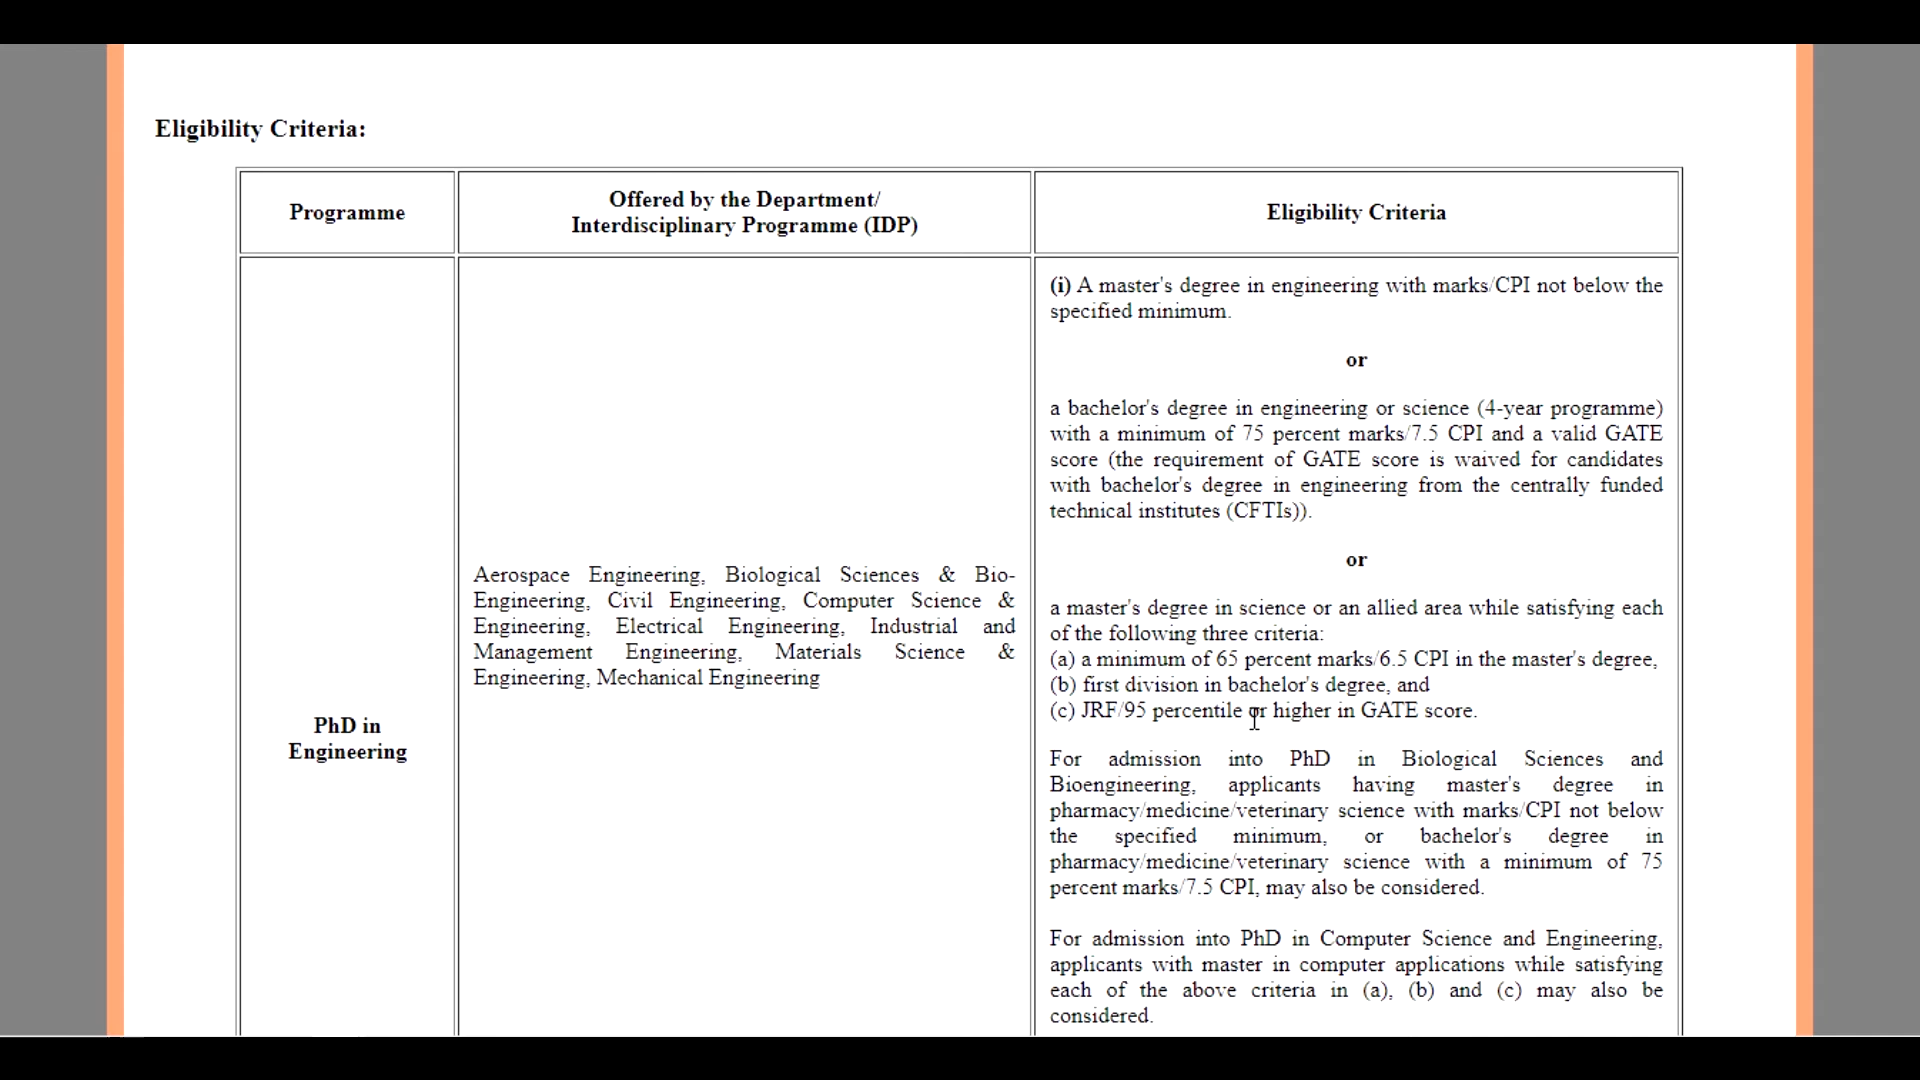 Eligibility Criteria:
Programme
Offered by the Department/
Interdisciplinary Programme (IDP)
Eligibility Criteria
PhD in
Engineering
Aerospace Engineering, Biological Sciences & Bio-
Engineering, Civil Engineering, Computer Science &
Engineering, Electrical Engineering, Industrial and
Management Engineering, Materials Science &
Engineering, Mechanical Engineering
(i) A master's degree in engineering with marks/CPI not below the
specified minimum.
or
a bachelor's degree in engineering or science (4-year programme)
with a minimum of 75 percent marks/7.5 CPI and a valid GATE
score (the requirement of GATE score is waived for candidates
with bachelor's degree in engineering from the centrally funded
technical institutes (CFTIs)).
or
a master's degree in science or an allied area while satisfying each
of the following three criteria:
(a) a minimum of 65 percent marks/6.5 CPI in the master's degree,
(b) first division in bachelor's degree, and
(c) JRF/95 percentile or higher in GATE score.
For admission into PhD in Biological Sciences and
Bioengineering, applicants having master's degree in
pharmacy/medicine/veterinary science with marks/CPI not below
the specified minimum, or bachelor's degree in
pharmacy/medicine/veterinary science with a minimum of 75
percent marks/7.5 CPI, may also be considered.
For admission into PhD in Computer Science and Engineering,
applicants with master in computer applications while satisfying
each of the above criteria in (a), (b) and (c) may also be
considered.